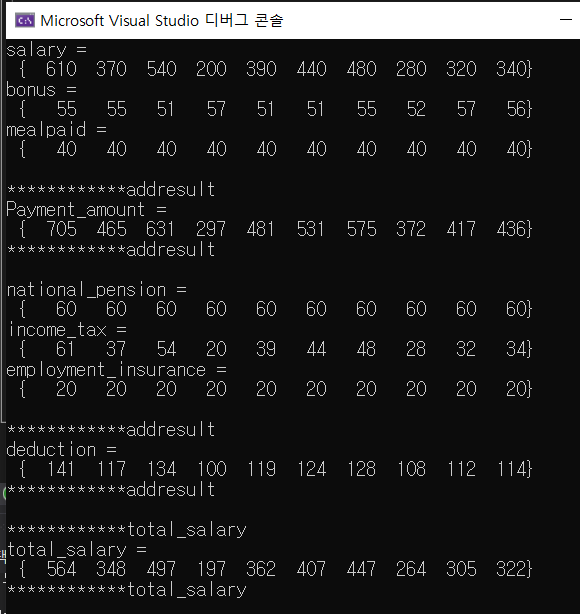 Microsoft Visual Studio 디버그 콘솔
salary =
{ 610 370 540 200 390 440 480 280 320 340}
bonus =
{ 55 55 51 57 51 51 55 52 57 56}
mealpaid =
{ 40 40 40 40 40 40 40 40 40 40}
************addresult
Payment_amount =
{ 705 465 631 297 481 531 575 372 417 436}
************addresult
national_pension =
{ 60 60 60 60 60 60 60 60 60 60}
income_tax =
{ 61 37 54 20 39 44 48 28 32 34}
employment_insurance =
{ 20 20 20 20 20 20 20 20 20 20}
************addresult
deduction =
{ 141 117 134 100 119 124 128 108 112 114}
************addresult
************total_salary
total_salary =
{ 564 348 497 197 362 407 447 264 305 322}
************total_salary